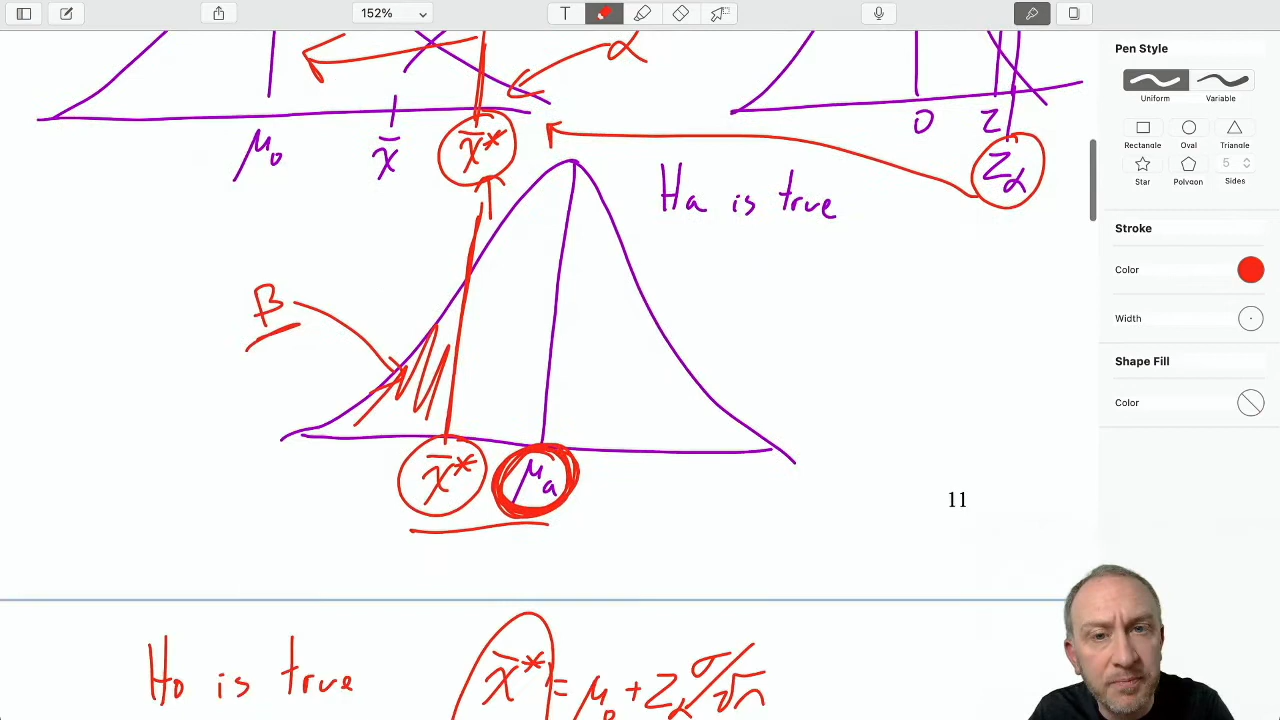 152%
T
Pen Style
Uniform
Variable
Rectangle
Oval
Triangle
Star
Polygon
5
Sides
Stroke
Color
Width
Shape Fill
Color
α
μ₀
x̄
x̄*
0
Z
Zα
Ha is true
β
x̄*
μa
11
Ho is true
x̄* = μ₀ + Zα σ/√n